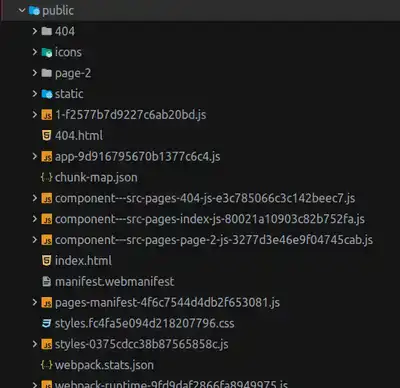 public
404
icons
page-2
static
1-f2577b7d9227c6ab20bd.js
404.html
app-9d916795670b1377c6c4.js
chunk-map.json
component---src-pages-404-js-e3c785066c3c142beec7.js
component---src-pages-index-js-80021a10903c82b752fa.js
component---src-pages-page-2-js-3277d3e46e9f04745cab.js
index.html
manifest.webmanifest
pages-manifest-4f6c7544d4db2f653081.js
styles.fc4fa5e094d218207796.css
styles-0375cdcc38b87565858c.js
webpack.stats.json
webpack-runtime-9fd9daf2866fa8949975.js